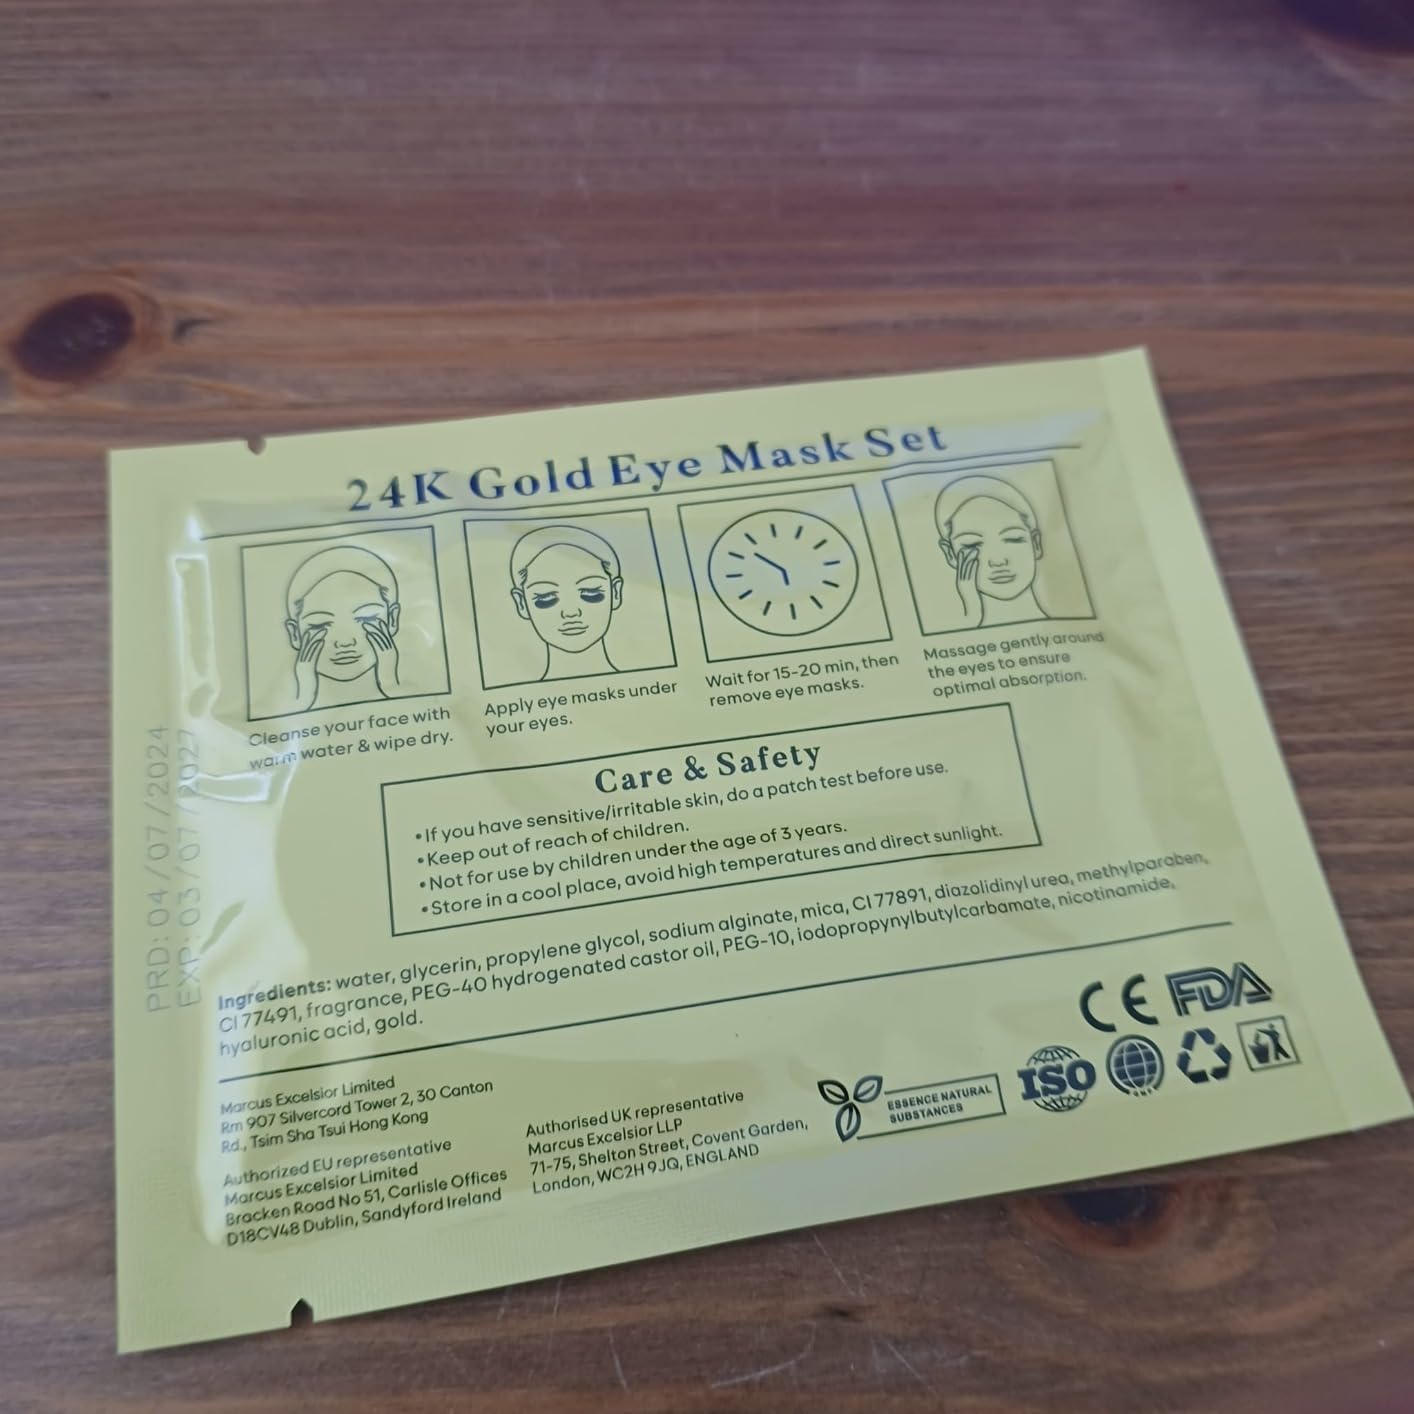 24K Gold Eye Mask Set
Cleanse your face with
warm water & wipe dry.
Apply eye masks under
your eyes.
Wait for 15-20 min, then
remove eye masks.
Massage gently around
the eyes to ensure
optimal absorption.
Care & Safety
•If you have sensitive/irritable skin, do a patch test before use.
•Keep out of reach of children.
•Not for use by children under the age of 3 years.
•Store in a cool place, avoid high temperatures and direct sunlight.
PRD: 04/07/2024
EXP: 03/07/2027
Ingredients: water, glycerin, propylene glycol, sodium alginate, mica, CI 77891, diazolidinyl urea, methylparaben,
CI 77491, fragrance, PEG-40 hydrogenated castor oil, PEG-10, iodopropynylbutylcarbamate, nicotinamide,
hyaluronic acid, gold.
Marcus Excelsior Limited
Rm 907 Silvercord Tower 2, 30 Canton
Rd., Tsim Sha Tsui Hong Kong
Authorized EU representative
Marcus Excelsior Limited
Bracken Road No 51, Carlisle Offices
D18CV48 Dublin, Sandyford Ireland
Authorised UK representative
Marcus Excelsior LLP
71-75, Shelton Street, Covent Garden,
London, WC2H 9JQ, ENGLAND
ESSENCE NATURAL
SUBSTANCES
CE FDA
ISO